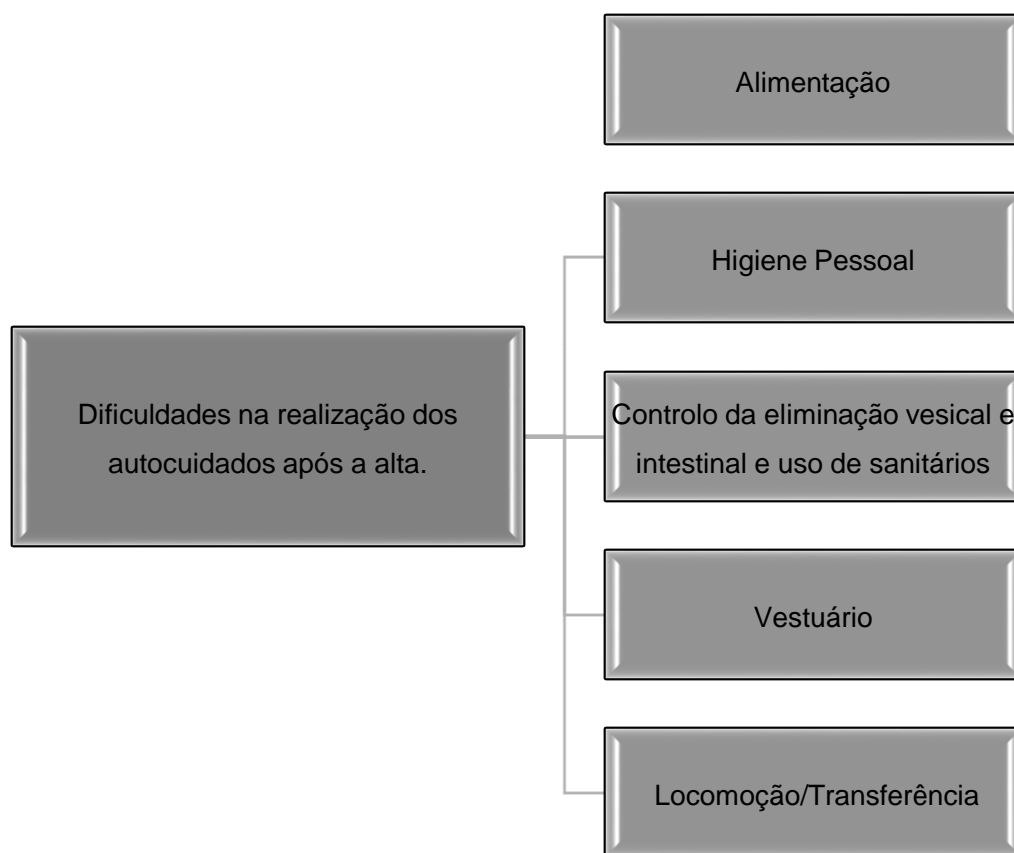 Alimentação
Higiene Pessoal
Dificuldades na realização dos
autocuidados após a alta.
Controlo da eliminação vesical e
intestinal e uso de sanitários
Vestuário
Locomoção/Transferência